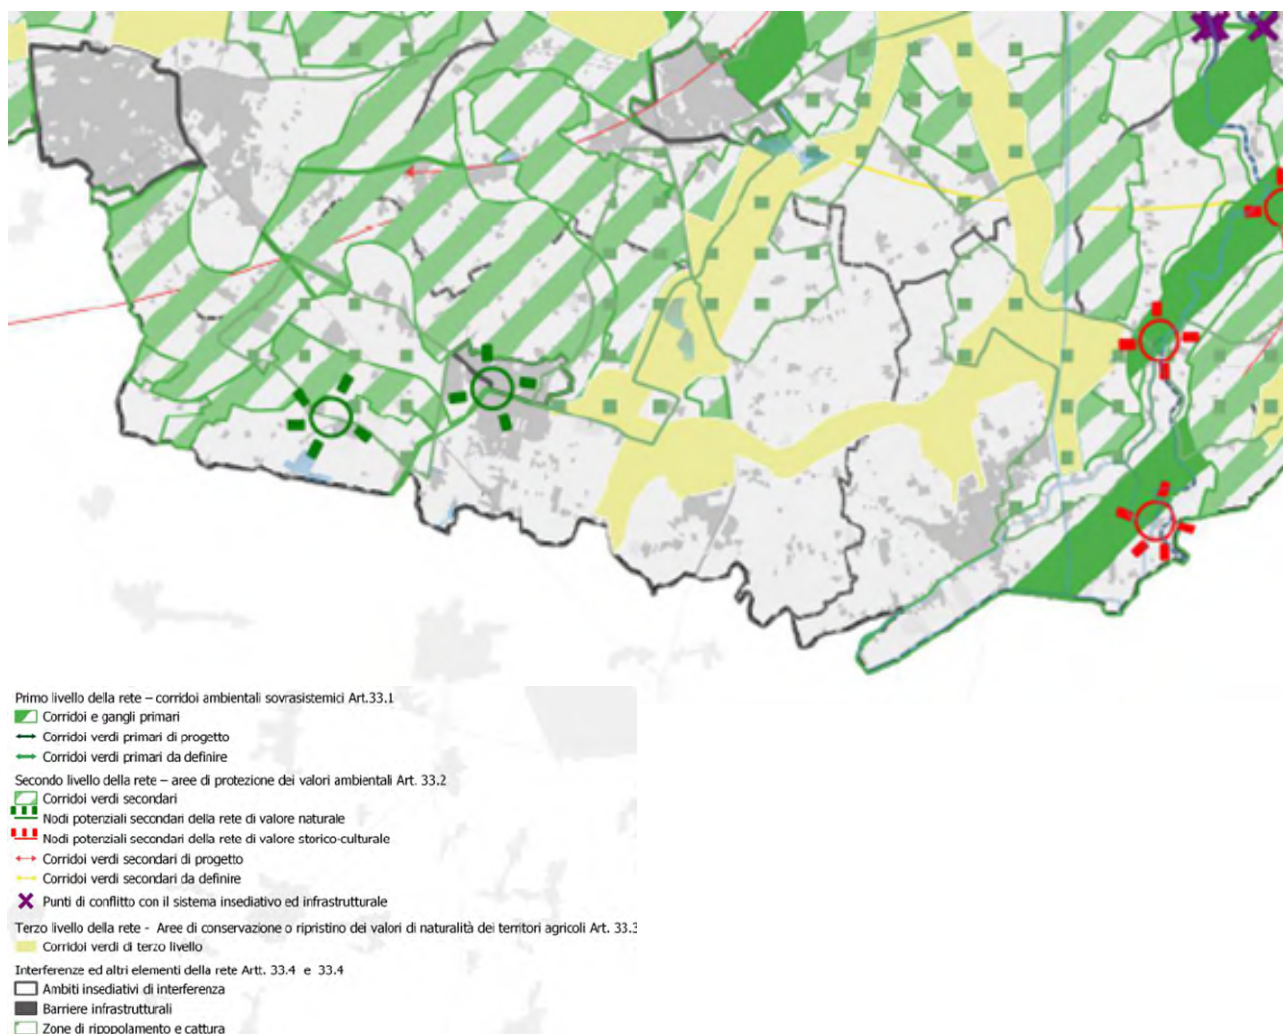 Primo livello della rete – corridoi ambientali sovrasistemici Art.33.1
Corridoi e gangli primari
Corridoi verdi primari di progetto
Corridoi verdi primari da definire
Secondo livello della rete – aree di protezione dei valori ambientali Art. 33.2
Corridoi verdi secondari
Nodi potenziali secondari della rete di valore naturale
Nodi potenziali secondari della rete di valore storico-culturale
Corridoi verdi secondari di progetto
Corridoi verdi secondari da definire
Punti di conflitto con il sistema insediativo ed infrastrutturale
Terzo livello della rete - Aree di conservazione o ripristino dei valori di naturalità dei territori agricoli Art. 33.3
Corridoi verdi di terzo livello
Interferenze ed altri elementi della rete Artt. 33.4 e 33.4
Ambiti insediativi di interferenza
Barriere infrastrutturali
Zone di ripopolamento e cattura